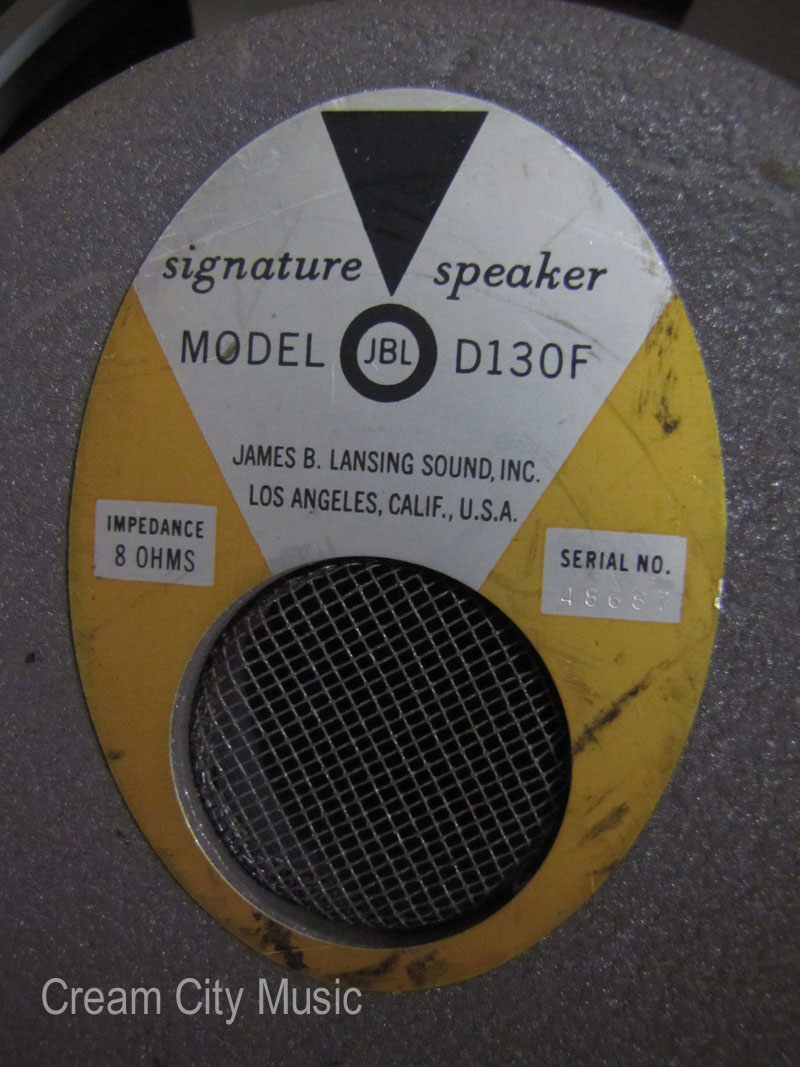 signature speaker
MODEL JBL D130F
JAMES B. LANSING SOUND, INC.
LOS ANGELES, CALIF., U.S.A.
IMPEDANCE
8 OHMS
SERIAL NO.
48687
Cream City Music